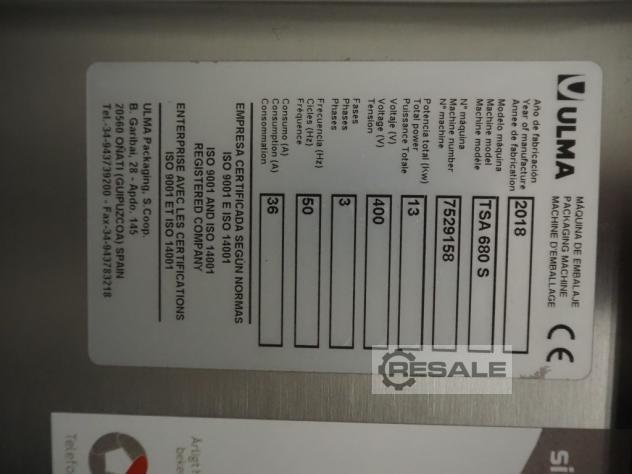 ULMA
MÁQUINA DE EMBALAJE
PACKAGING MACHINE
MACHINE D'EMBALLAGE
CE
Año de fabricación
Year of manufacture
Annee de fabrication
2018
Modelo máquina
Machine model
Machine modèle
TSA 680 S
Nº máquina
Machine number
Nº machine
7529158
Potencia total (Kw)
Total power
Puissance Totale
13
Voltaje (V)
Voltage (V)
Tension
400
Fases
Phases
Phases
3
Frecuencia (Hz)
Cicles (Hz)
Fréquence
50
Consumo (A)
Consumption (A)
Consommation
36
EMPRESA CERTIFICADA SEGÚN NORMAS
ISO 9001 E ISO 14001
ISO 9001 AND ISO 14001
REGISTERED COMPANY
ENTERPRISE AVEC LES CERTIFICATIONS
ISO 9001 ET ISO 14001
ULMA Packaging, S.Coop.
B. Garibai, 28 - Apdo. 145
20560 OÑATI (GUIPUZCOA) SPAIN
Tel.34-943739200 - Fax-34-943783218
RESALE
si